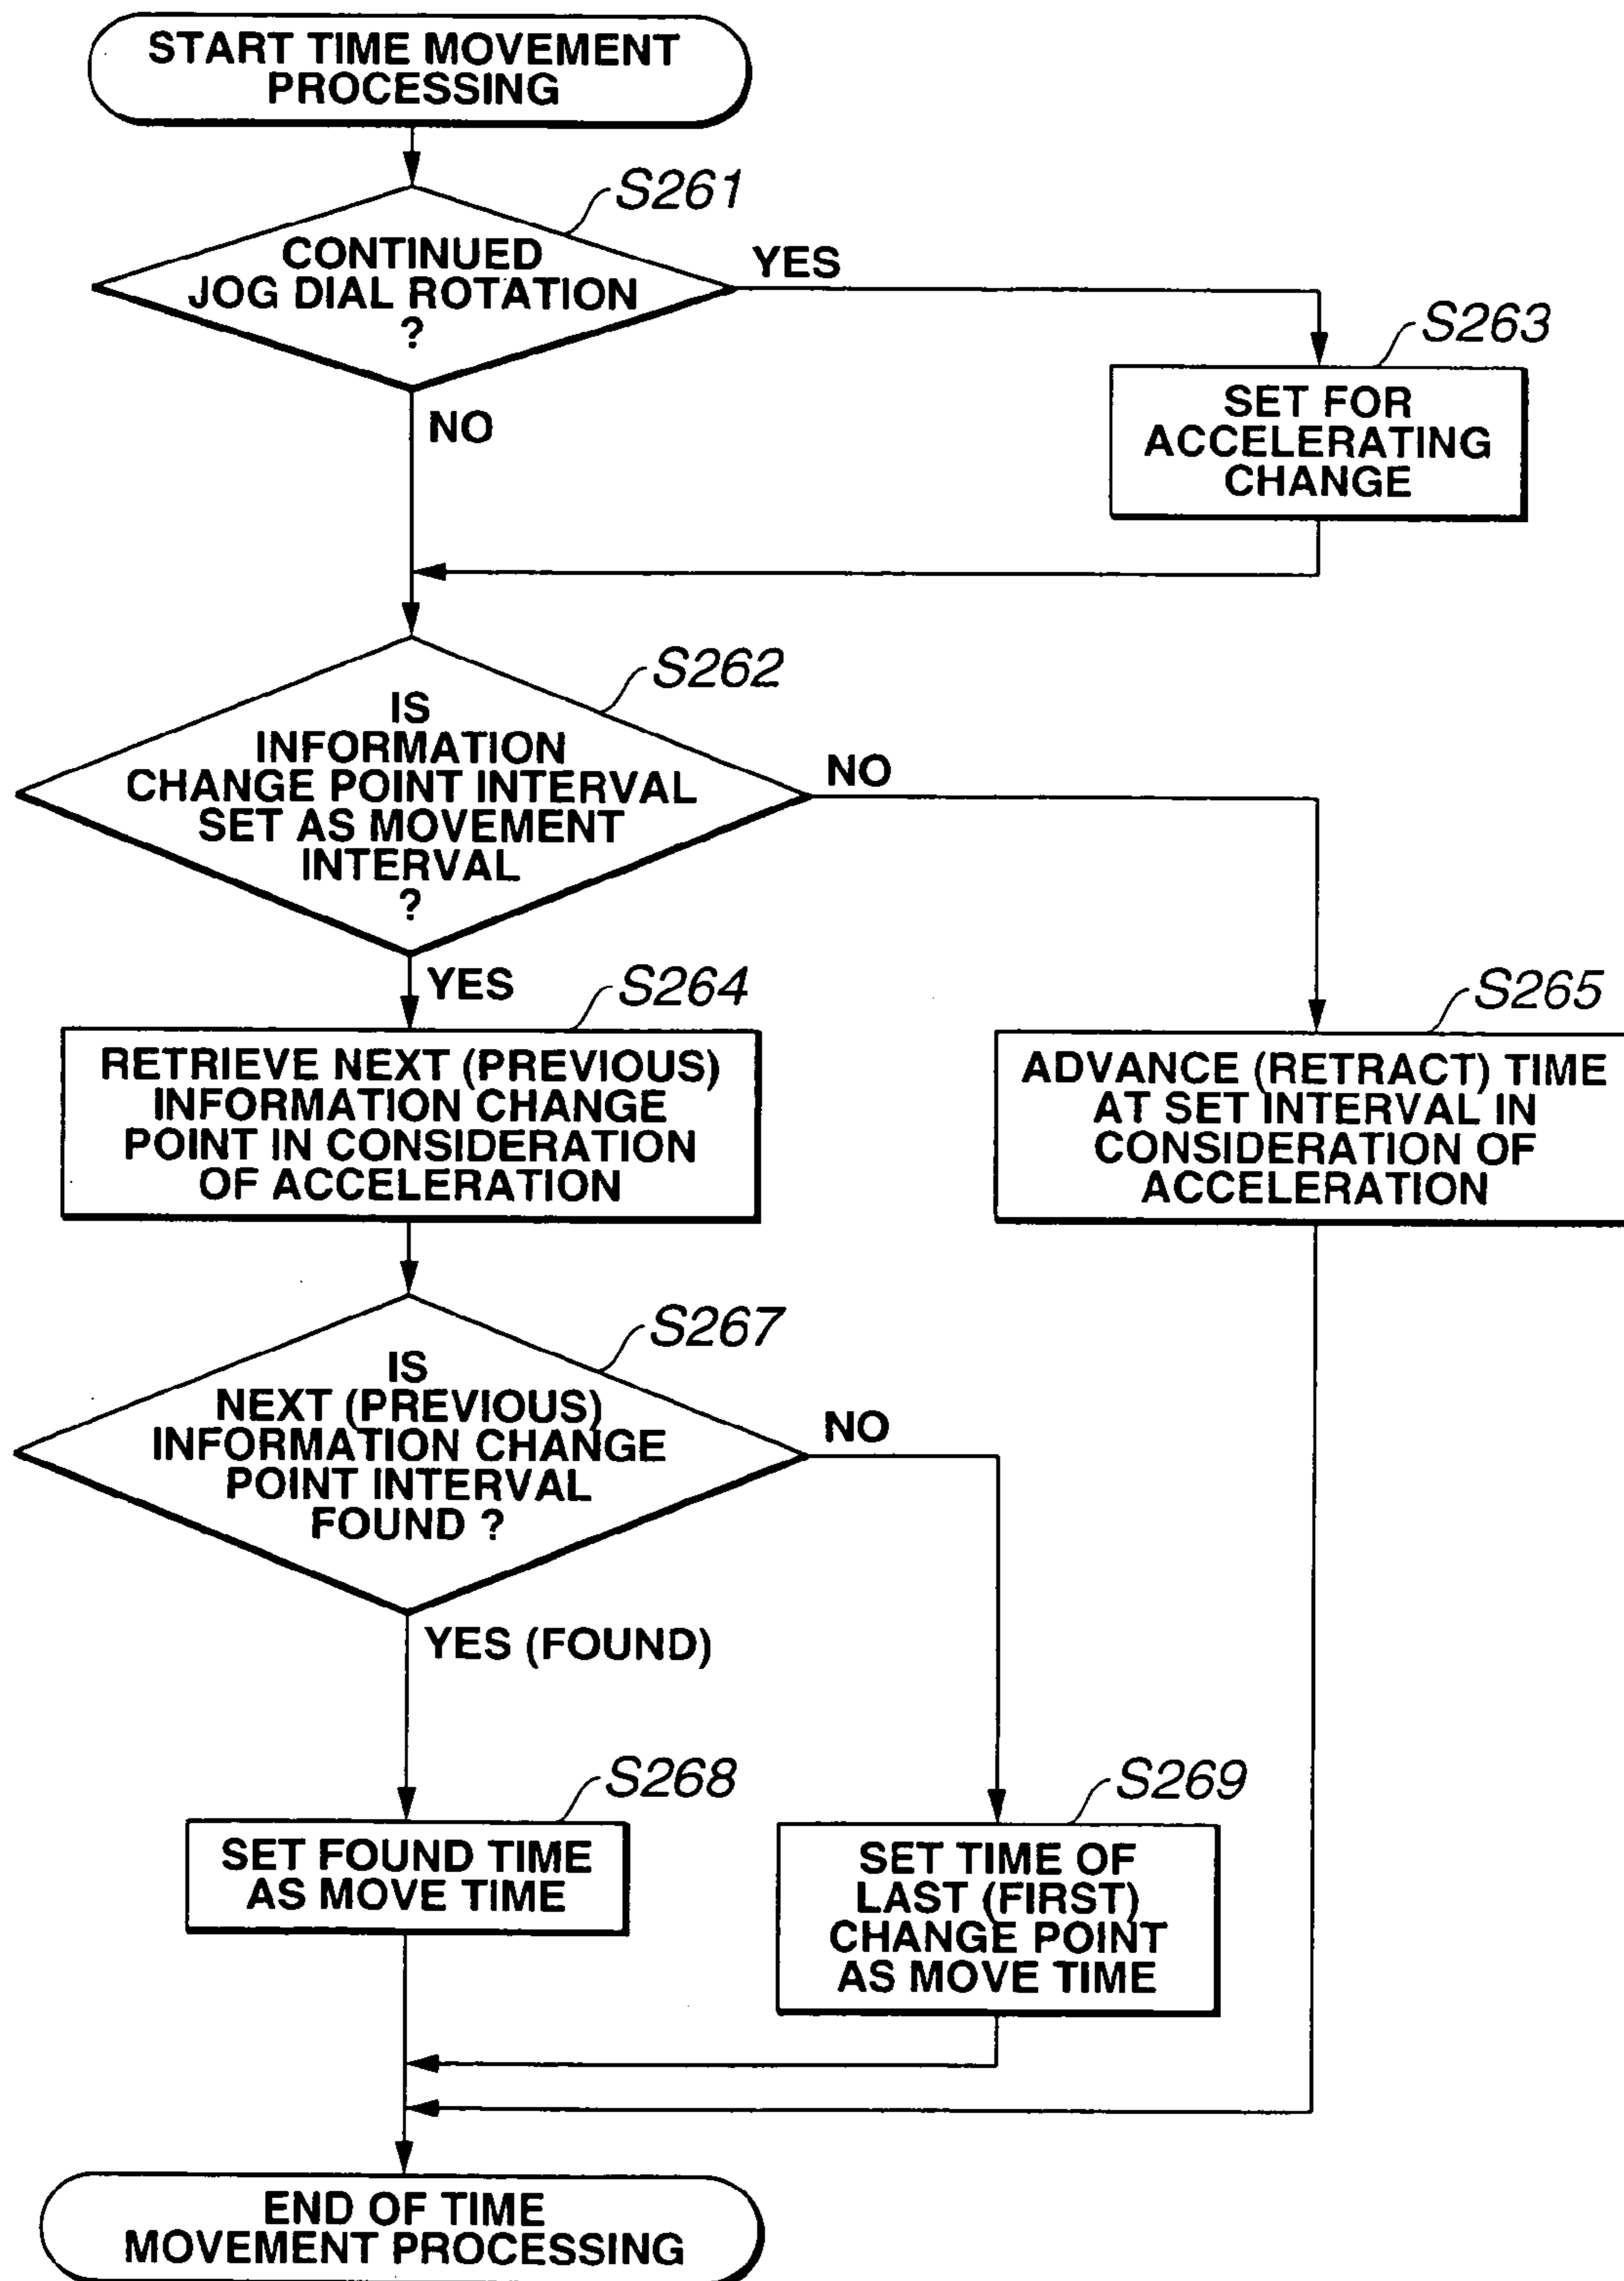 START TIME MOVEMENT
PROCESSING
S261
CONTINUED
JOG DIAL ROTATION
?
YES
NO
S263
SET FOR
ACCELERATING
CHANGE
S262
IS
INFORMATION
CHANGE POINT INTERVAL
SET AS MOVEMENT
INTERVAL
?
NO
YES
S264
RETRIEVE NEXT (PREVIOUS)
INFORMATION CHANGE
POINT IN CONSIDERATION
OF ACCELERATION
S265
ADVANCE (RETRACT) TIME
AT SET INTERVAL IN
CONSIDERATION OF
ACCELERATION
S267
IS
NEXT (PREVIOUS)
INFORMATION CHANGE
POINT INTERVAL
FOUND ?
NO
YES (FOUND)
S268
SET FOUND TIME
AS MOVE TIME
S269
SET TIME OF
LAST (FIRST)
CHANGE POINT
AS MOVE TIME
END OF TIME
MOVEMENT PROCESSING